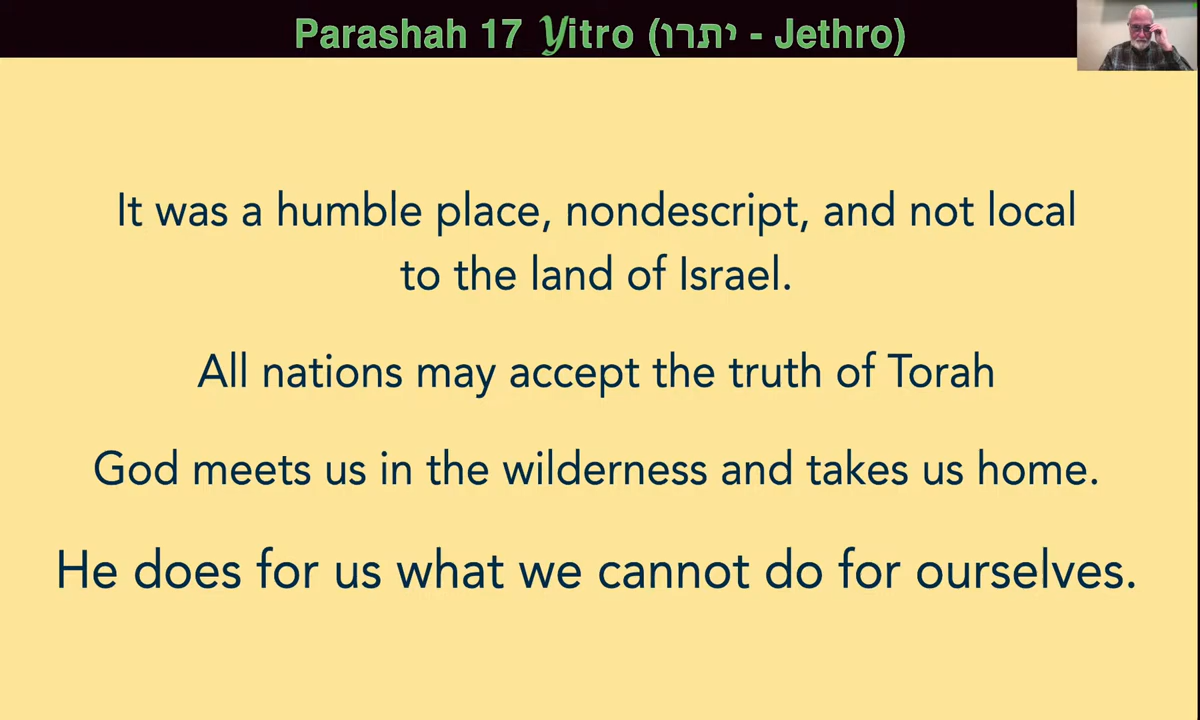 Parashah 17 Yitro (יתרו - Jethro)
It was a humble place, nondescript, and not local
to the land of Israel.
All nations may accept the truth of Torah
God meets us in the wilderness and takes us home.
He does for us what we cannot do for ourselves.